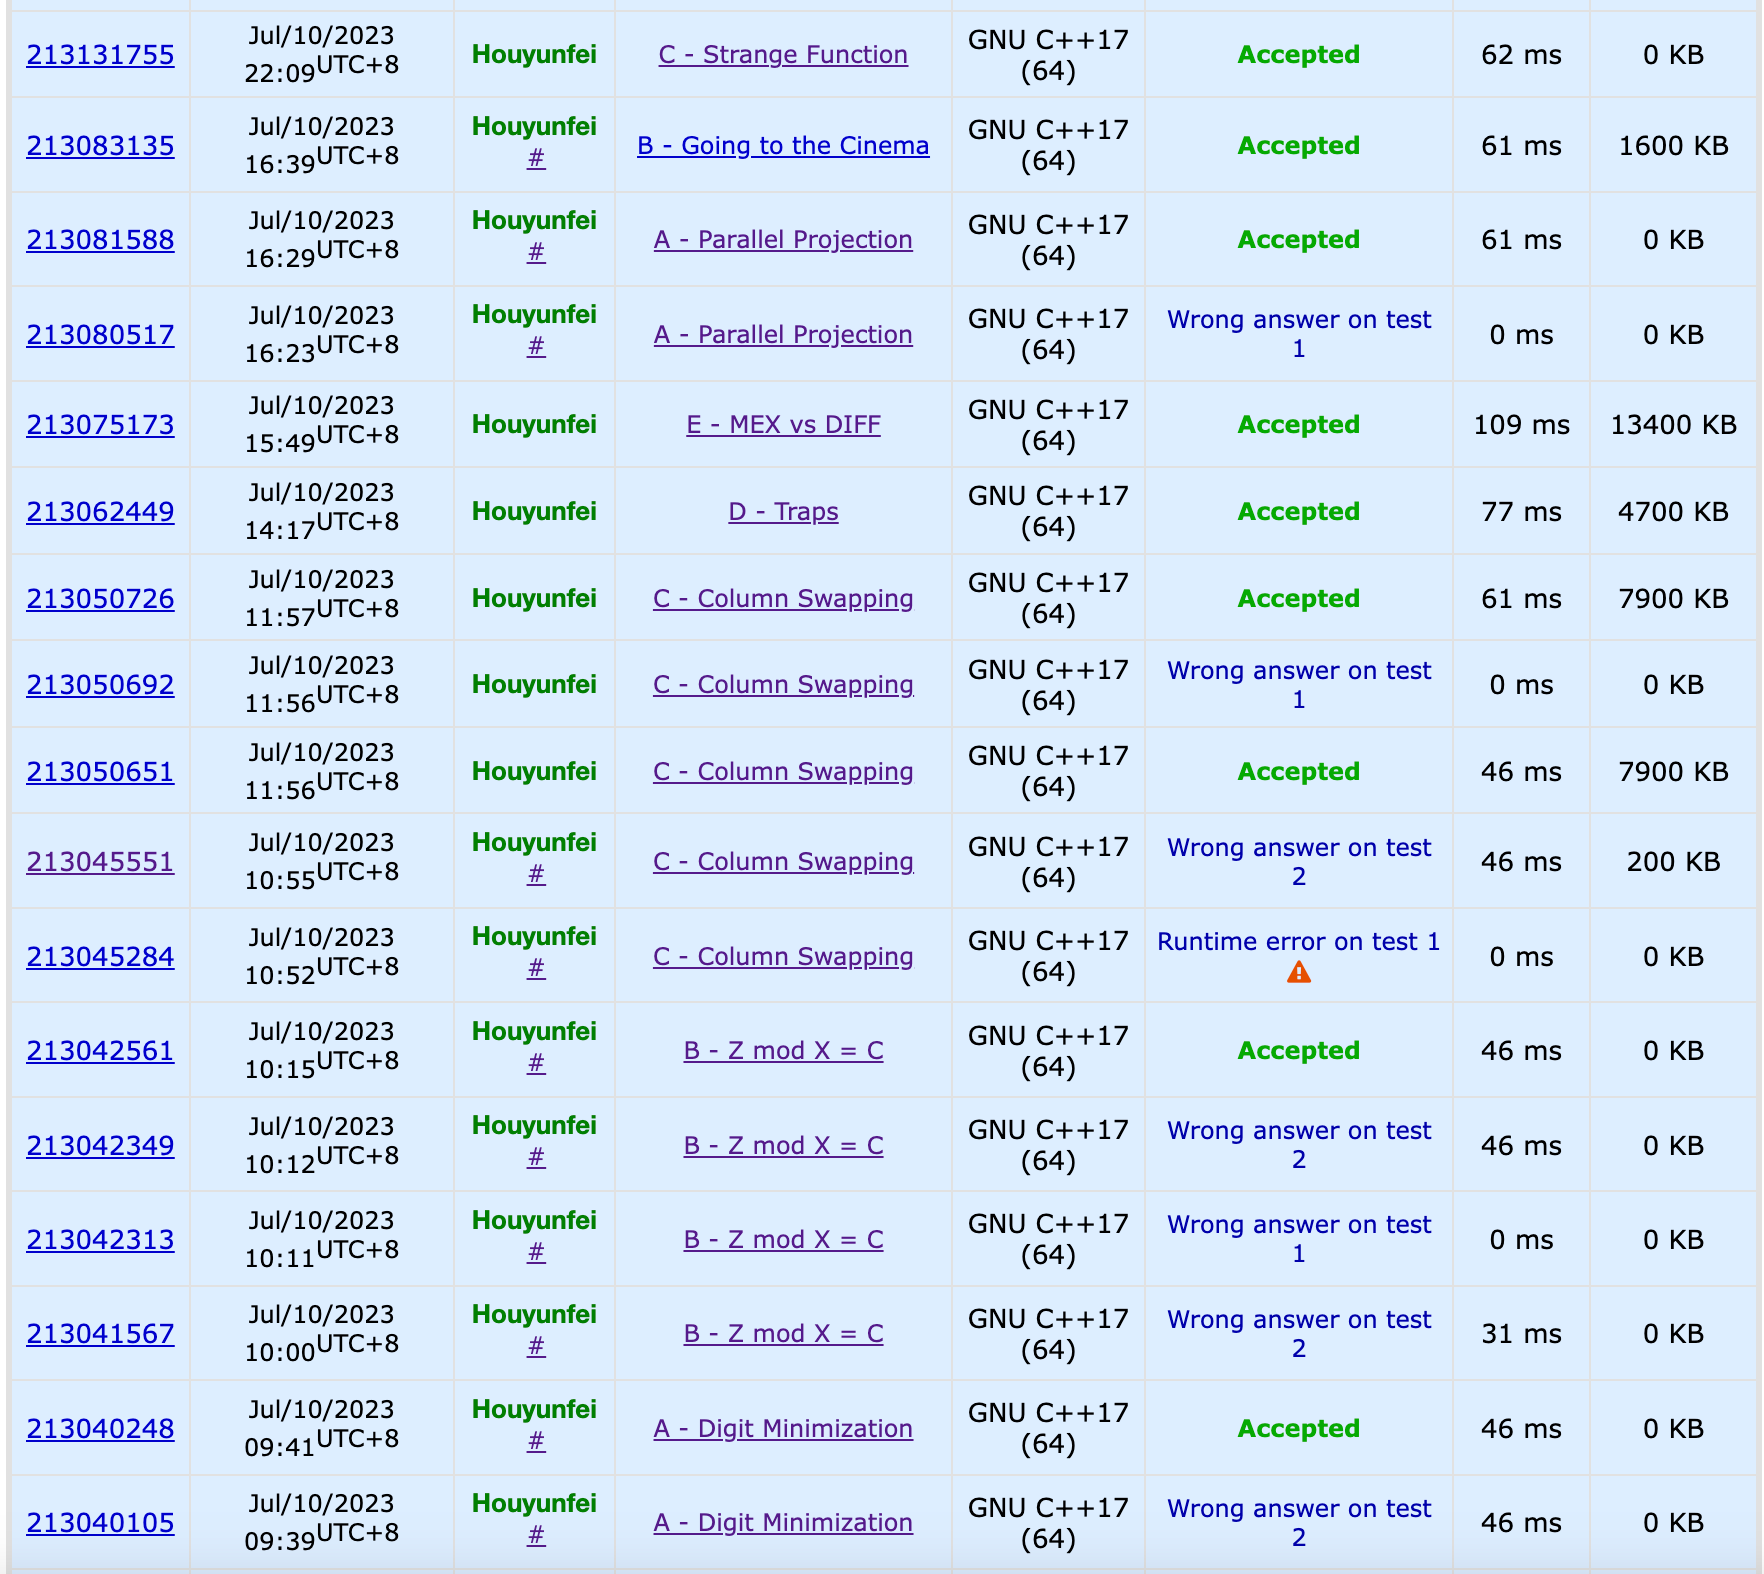 213131755 Jul/10/2023 22:09UTC+8 Houyunfei C - Strange Function GNU C++17 (64) Accepted 62 ms 0 KB
213083135 Jul/10/2023 16:39UTC+8 Houyunfei # B - Going to the Cinema GNU C++17 (64) Accepted 61 ms 1600 KB
213081588 Jul/10/2023 16:29UTC+8 Houyunfei # A - Parallel Projection GNU C++17 (64) Accepted 61 ms 0 KB
213080517 Jul/10/2023 16:23UTC+8 Houyunfei # A - Parallel Projection GNU C++17 (64) Wrong answer on test 1 0 ms 0 KB
213075173 Jul/10/2023 15:49UTC+8 Houyunfei E - MEX vs DIFF GNU C++17 (64) Accepted 109 ms 13400 KB
213062449 Jul/10/2023 14:17UTC+8 Houyunfei D - Traps GNU C++17 (64) Accepted 77 ms 4700 KB
213050726 Jul/10/2023 11:57UTC+8 Houyunfei C - Column Swapping GNU C++17 (64) Accepted 61 ms 7900 KB
213050692 Jul/10/2023 11:56UTC+8 Houyunfei C - Column Swapping GNU C++17 (64) Wrong answer on test 1 0 ms 0 KB
213050651 Jul/10/2023 11:56UTC+8 Houyunfei C - Column Swapping GNU C++17 (64) Accepted 46 ms 7900 KB
213045551 Jul/10/2023 10:55UTC+8 Houyunfei # C - Column Swapping GNU C++17 (64) Wrong answer on test 2 46 ms 200 KB
213045284 Jul/10/2023 10:52UTC+8 Houyunfei # C - Column Swapping GNU C++17 (64) Runtime error on test 1 0 ms 0 KB
213042561 Jul/10/2023 10:15UTC+8 Houyunfei # B - Z mod X = C GNU C++17 (64) Accepted 46 ms 0 KB
213042349 Jul/10/2023 10:12UTC+8 Houyunfei # B - Z mod X = C GNU C++17 (64) Wrong answer on test 2 46 ms 0 KB
213042313 Jul/10/2023 10:11UTC+8 Houyunfei # B - Z mod X = C GNU C++17 (64) Wrong answer on test 1 0 ms 0 KB
213041567 Jul/10/2023 10:00UTC+8 Houyunfei # B - Z mod X = C GNU C++17 (64) Wrong answer on test 2 31 ms 0 KB
213040248 Jul/10/2023 09:41UTC+8 Houyunfei # A - Digit Minimization GNU C++17 (64) Accepted 46 ms 0 KB
213040105 Jul/10/2023 09:39UTC+8 Houyunfei # A - Digit Minimization GNU C++17 (64) Wrong answer on test 2 46 ms 0 KB